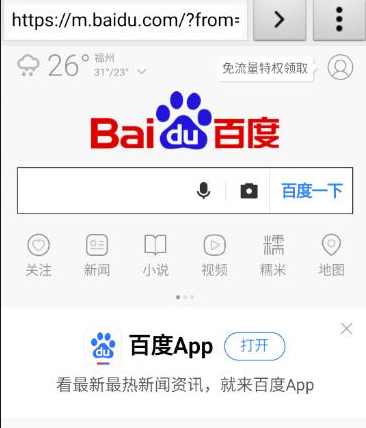 https://m.baidu.com/?from=
26° 福州
31°/23°
免流量特权领取
Bai du 百度
百度一下
关注 新闻 小说 视频 糯米 地图
糯
du 百度App 打开
看最新最热新闻资讯，就来百度App